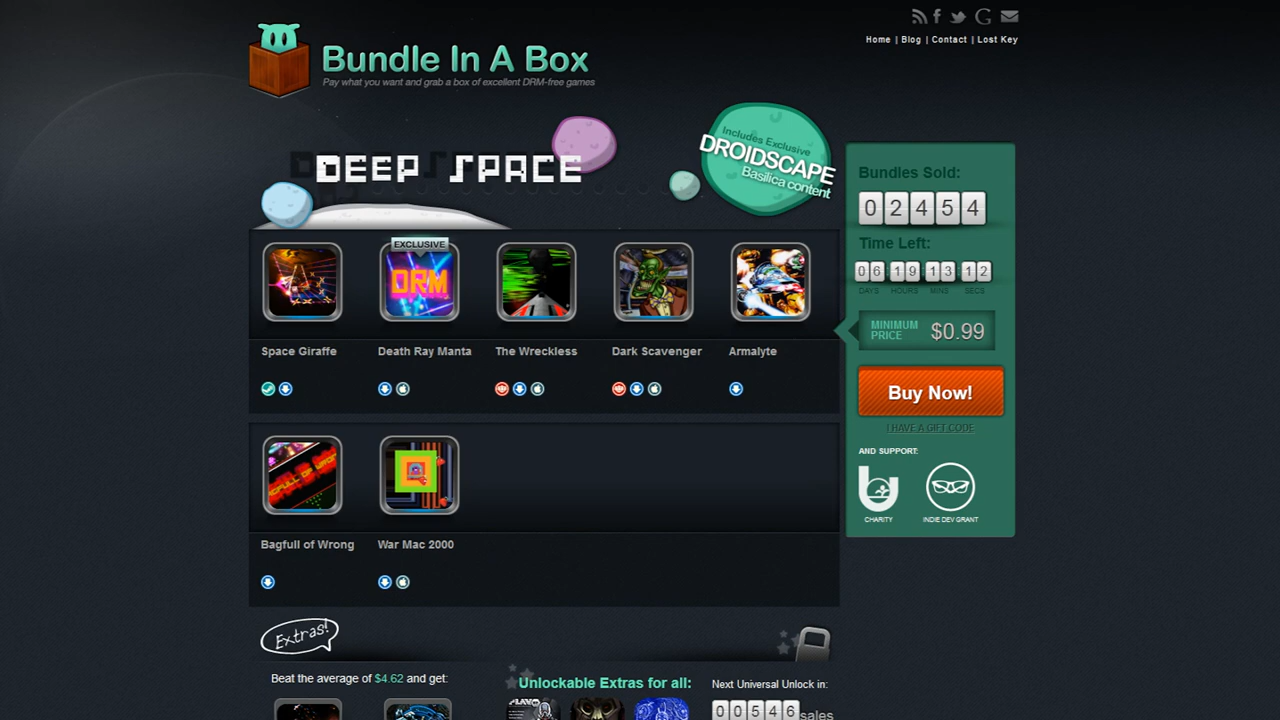 Home | Blog | Contact | Lost Key
Bundle In A Box
Pay what you want and grab a box of excellent DRM-free games
DEEP SPACE
Includes Exclusive
DROIDSCAPE
Basilica content
Bundles Sold:
02454
Time Left:
06 19 13 12
DAYS HOURS MINS SECS
MINIMUM
PRICE
$0.99
Buy Now!
I HAVE A GIFT CODE
AND SUPPORT:
CHARITY
INDIE DEV GRANT
EXCLUSIVE
DRM
Space Giraffe
Death Ray Manta
The Wreckless
Dark Scavenger
Armalyte
Bagfull of Wrong
War Mac 2000
Extras!
Beat the average of $4.62 and get:
Unlockable Extras for all:
Next Universal Unlock in:
00546 sales